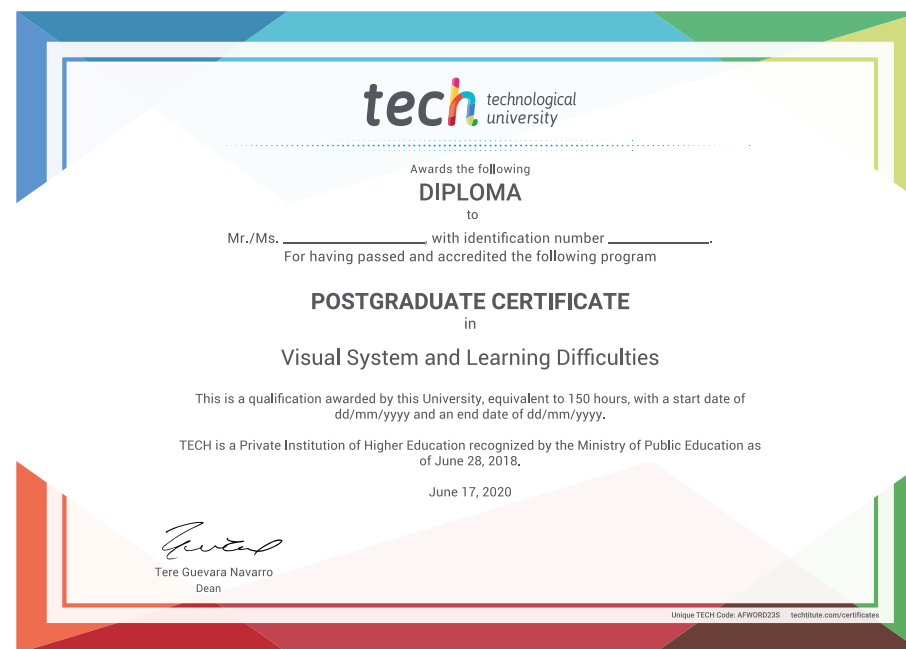 tech technological
university
Awards the following
DIPLOMA
to
Mr./Ms. ____________________, with identification number ______________.
For having passed and accredited the following program
POSTGRADUATE CERTIFICATE
in
Visual System and Learning Difficulties
This is a qualification awarded by this University, equivalent to 150 hours, with a start date of
dd/mm/yyyy and an end date of dd/mm/yyyy.
TECH is a Private Institution of Higher Education recognized by the Ministry of Public Education as
of June 28, 2018.
June 17, 2020
Tere Guevara Navarro
Dean
Unique TECH Code: AFWORD23S techtitute.com/certificates